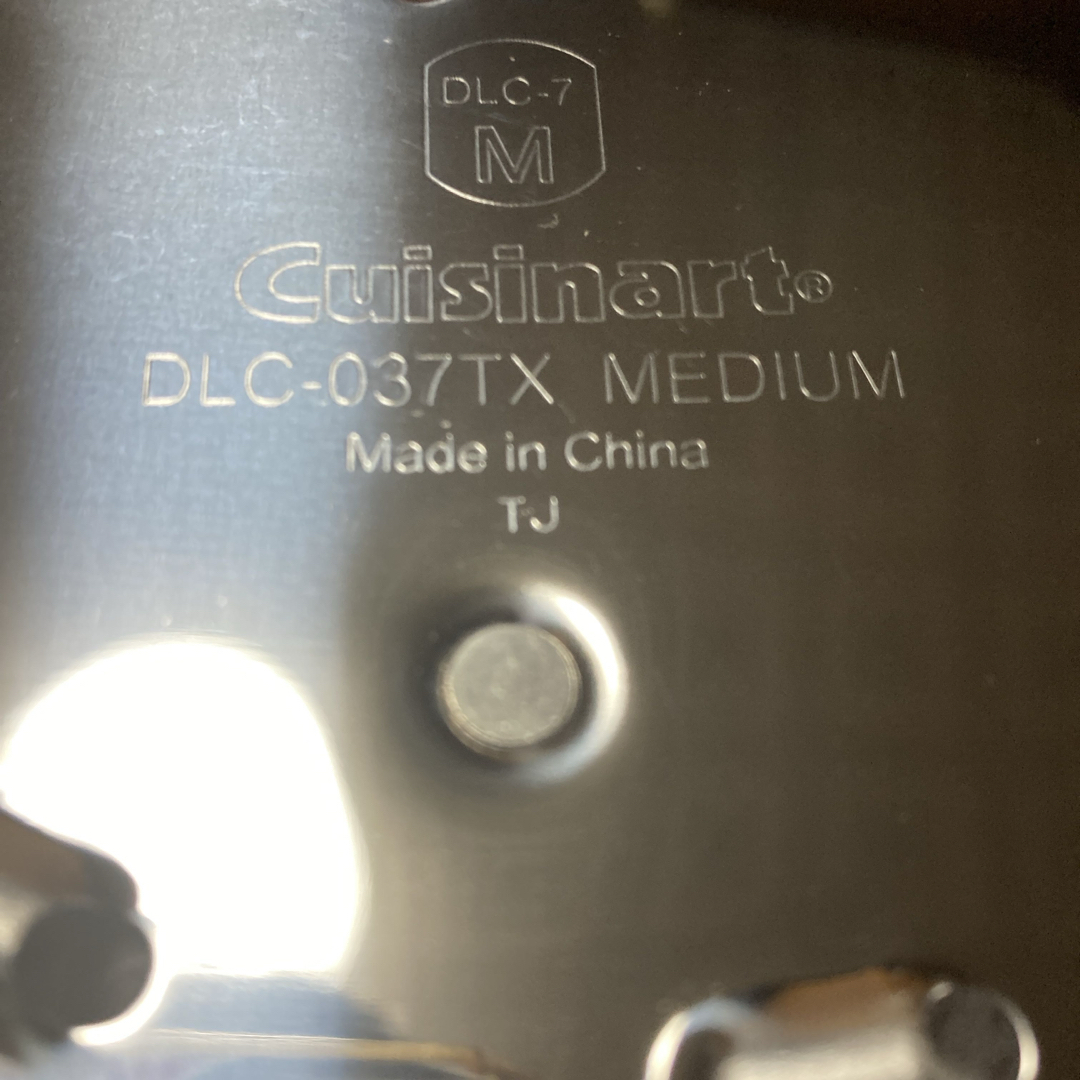 DLC-7
M
Cuisinart®
DLC-037TX MEDIUM
Made in China
TJ